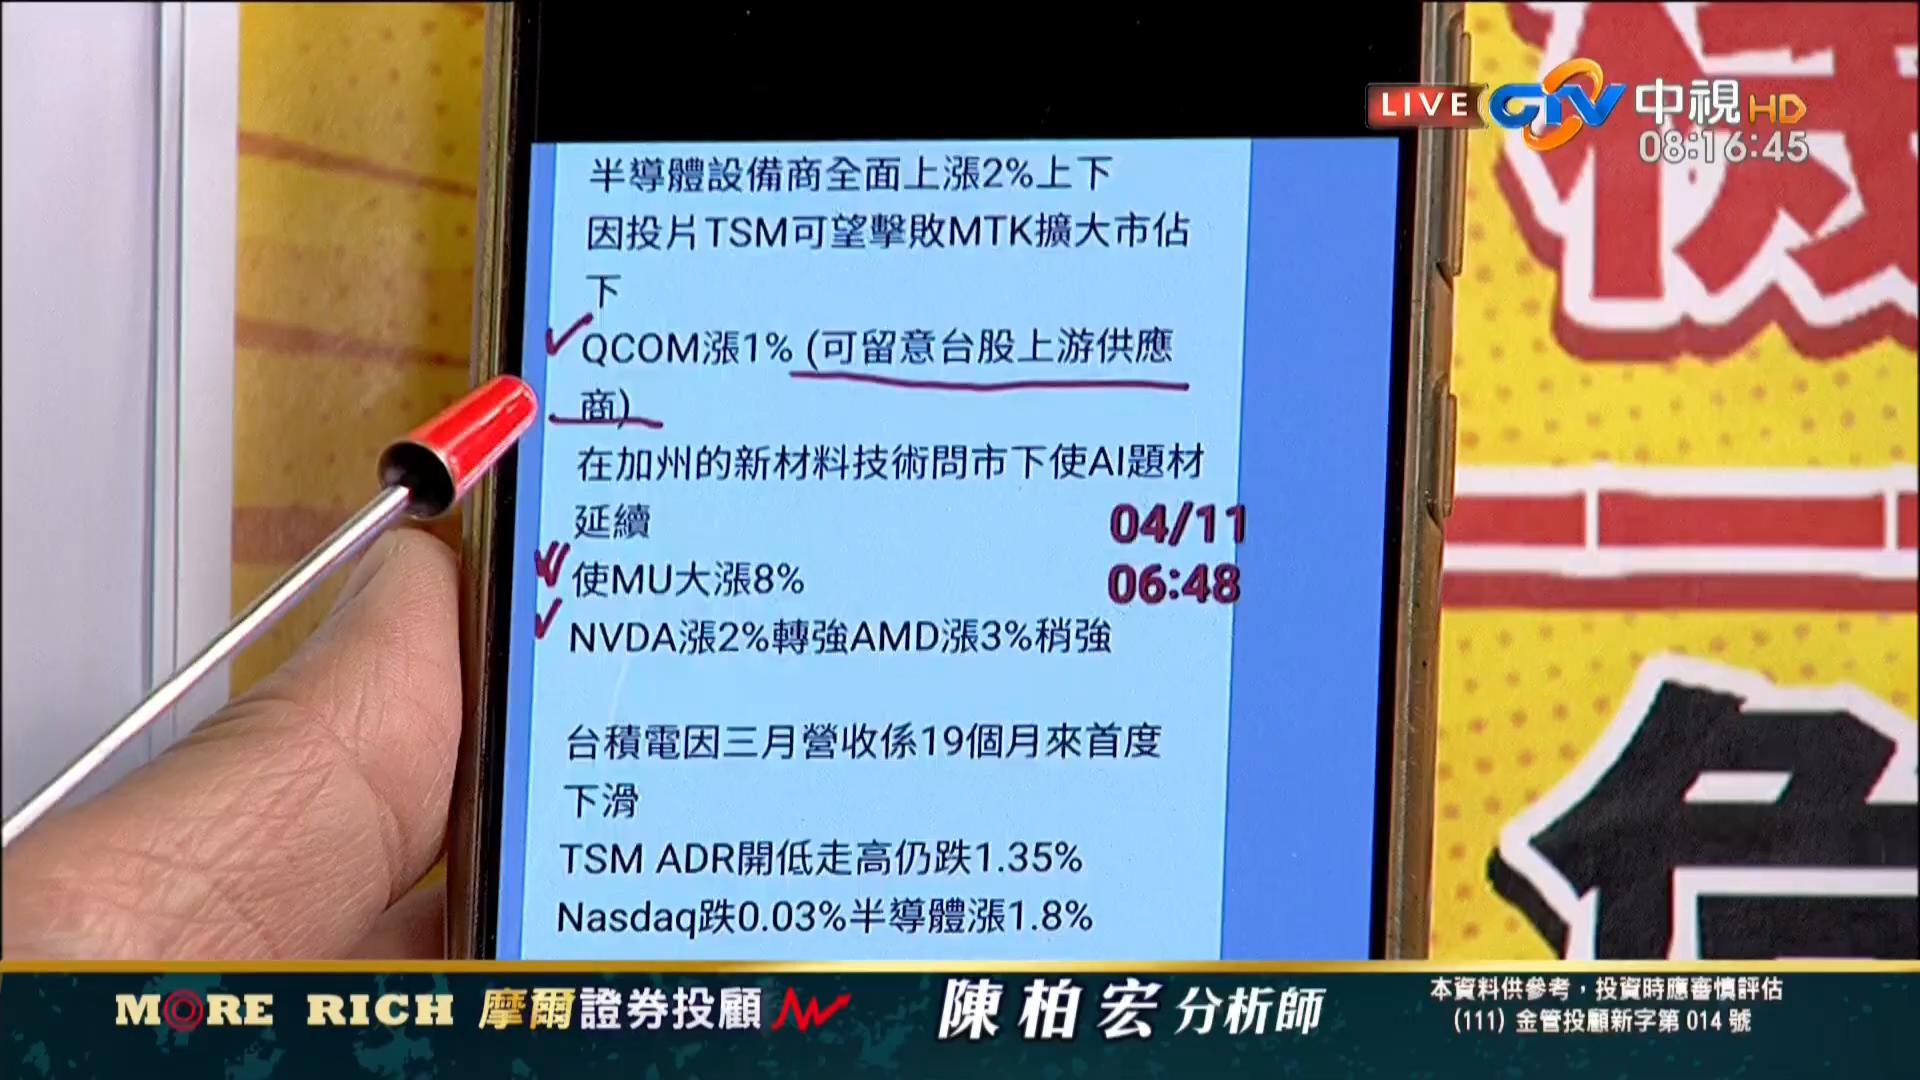 LIVE CTV 中視 HD
08:16:45
半導體設備商全面上漲2%上下
因投片TSM可望擊敗MTK擴大市佔
下
QCOM漲1% (可留意台股上游供應
商)
在加州的新材料技術問市下使AI題材
延續
04/11
使MU大漲8%
06:48
NVDA漲2%轉強AMD漲3%稍強
台積電因三月營收係19個月來首度
下滑
TSM ADR開低走高仍跌1.35%
Nasdaq跌0.03%半導體漲1.8%
危
MORE RICH 摩爾證券投顧
陳柏宏分析師
本資料供參考，投資時應審慎評估
(111) 金管投顧新字第 014 號